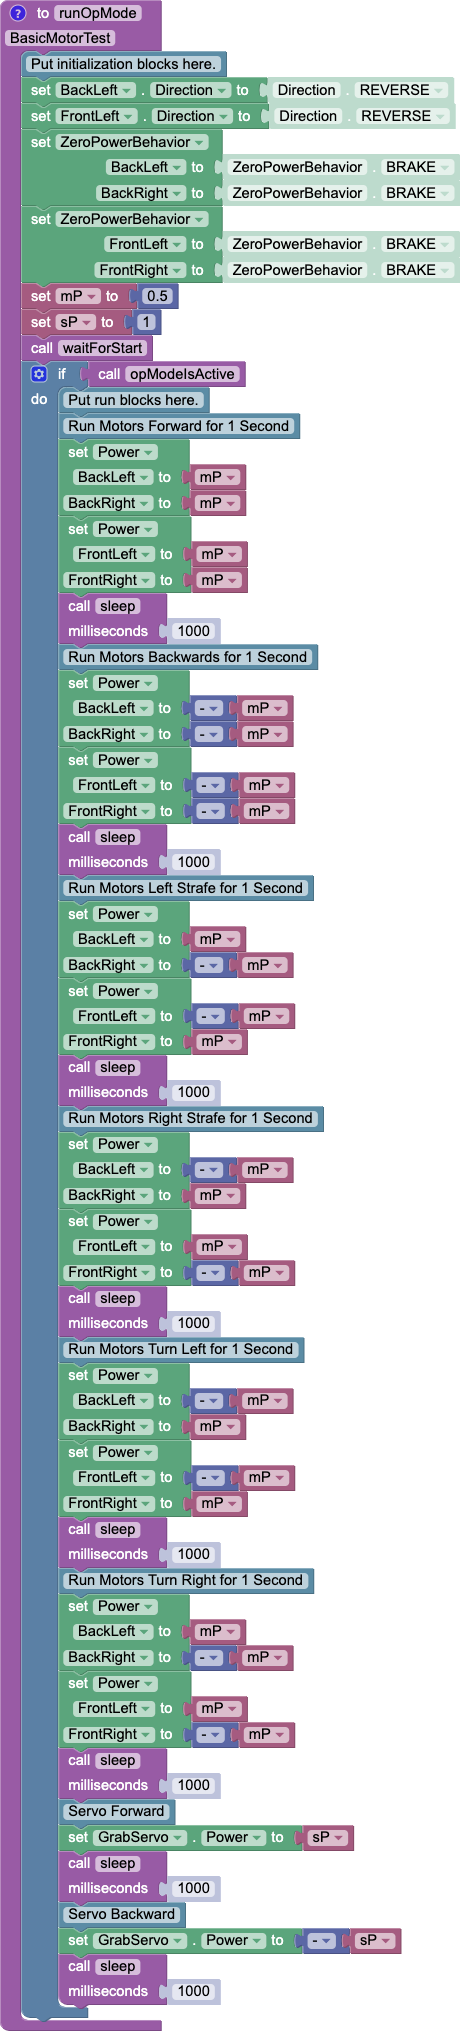 ? to runOpMode
BasicMotorTest
Put initialization blocks here.
set BackLeft . Direction to Direction . REVERSE
set FrontLeft . Direction to Direction . REVERSE
set ZeroPowerBehavior
BackLeft to ZeroPowerBehavior . BRAKE
BackRight to ZeroPowerBehavior . BRAKE
set ZeroPowerBehavior
FrontLeft to ZeroPowerBehavior . BRAKE
FrontRight to ZeroPowerBehavior . BRAKE
set mP to 0.5
set sP to 1
call waitForStart
if call opModeIsActive
do Put run blocks here.
Run Motors Forward for 1 Second
set Power
BackLeft to mP
BackRight to mP
set Power
FrontLeft to mP
FrontRight to mP
call sleep
milliseconds 1000
Run Motors Backwards for 1 Second
set Power
BackLeft to - mP
BackRight to - mP
set Power
FrontLeft to - mP
FrontRight to - mP
call sleep
milliseconds 1000
Run Motors Left Strafe for 1 Second
set Power
BackLeft to mP
BackRight to - mP
set Power
FrontLeft to - mP
FrontRight to mP
call sleep
milliseconds 1000
Run Motors Right Strafe for 1 Second
set Power
BackLeft to - mP
BackRight to mP
set Power
FrontLeft to mP
FrontRight to - mP
call sleep
milliseconds 1000
Run Motors Turn Left for 1 Second
set Power
BackLeft to - mP
BackRight to mP
set Power
FrontLeft to - mP
FrontRight to mP
call sleep
milliseconds 1000
Run Motors Turn Right for 1 Second
set Power
BackLeft to mP
BackRight to - mP
set Power
FrontLeft to mP
FrontRight to - mP
call sleep
milliseconds 1000
Servo Forward
set GrabServo . Power to sP
call sleep
milliseconds 1000
Servo Backward
set GrabServo . Power to - sP
call sleep
milliseconds 1000